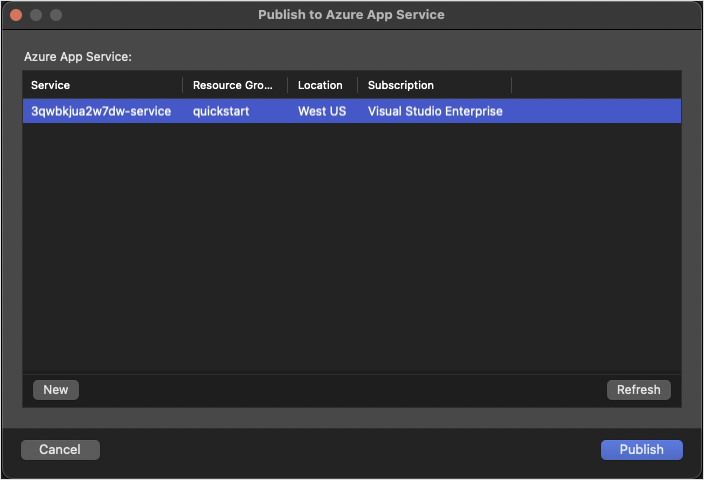 Publish to Azure App Service
Azure App Service:
Service Resource Gro... Location Subscription
3qwbkjua2w7dw-service quickstart West US Visual Studio Enterprise
New Refresh
Cancel Publish